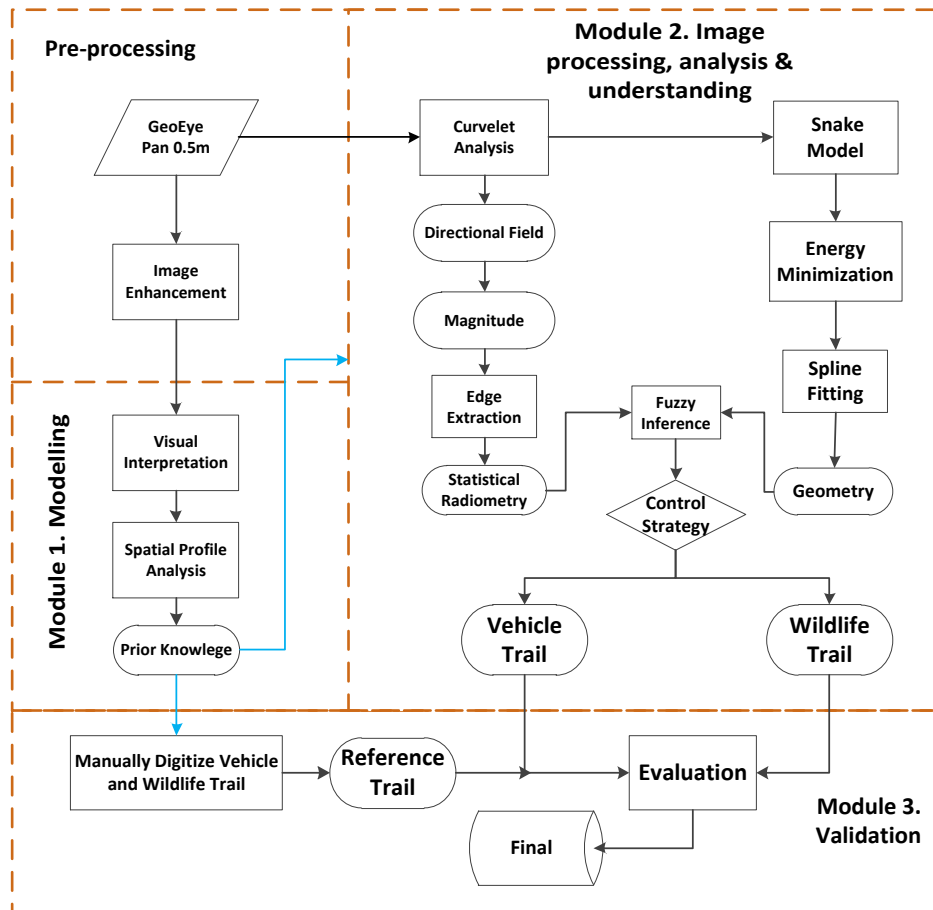 Pre-processing
GeoEye
Pan 0.5m
Image
Enhancement
Module 1. Modelling
Visual
Interpretation
Spatial Profile
Analysis
Prior Knowlege
Module 2. Image
processing, analysis &
understanding
Curvelet
Analysis
Snake
Model
Directional Field
Energy
Minimization
Magnitude
Spline
Fitting
Edge
Extraction
Fuzzy
Inference
Statistical
Radiometry
Geometry
Control
Strategy
Vehicle
Trail
Wildlife
Trail
Manually Digitize Vehicle
and Wildlife Trail
Reference
Trail
Evaluation
Final
Module 3.
Validation